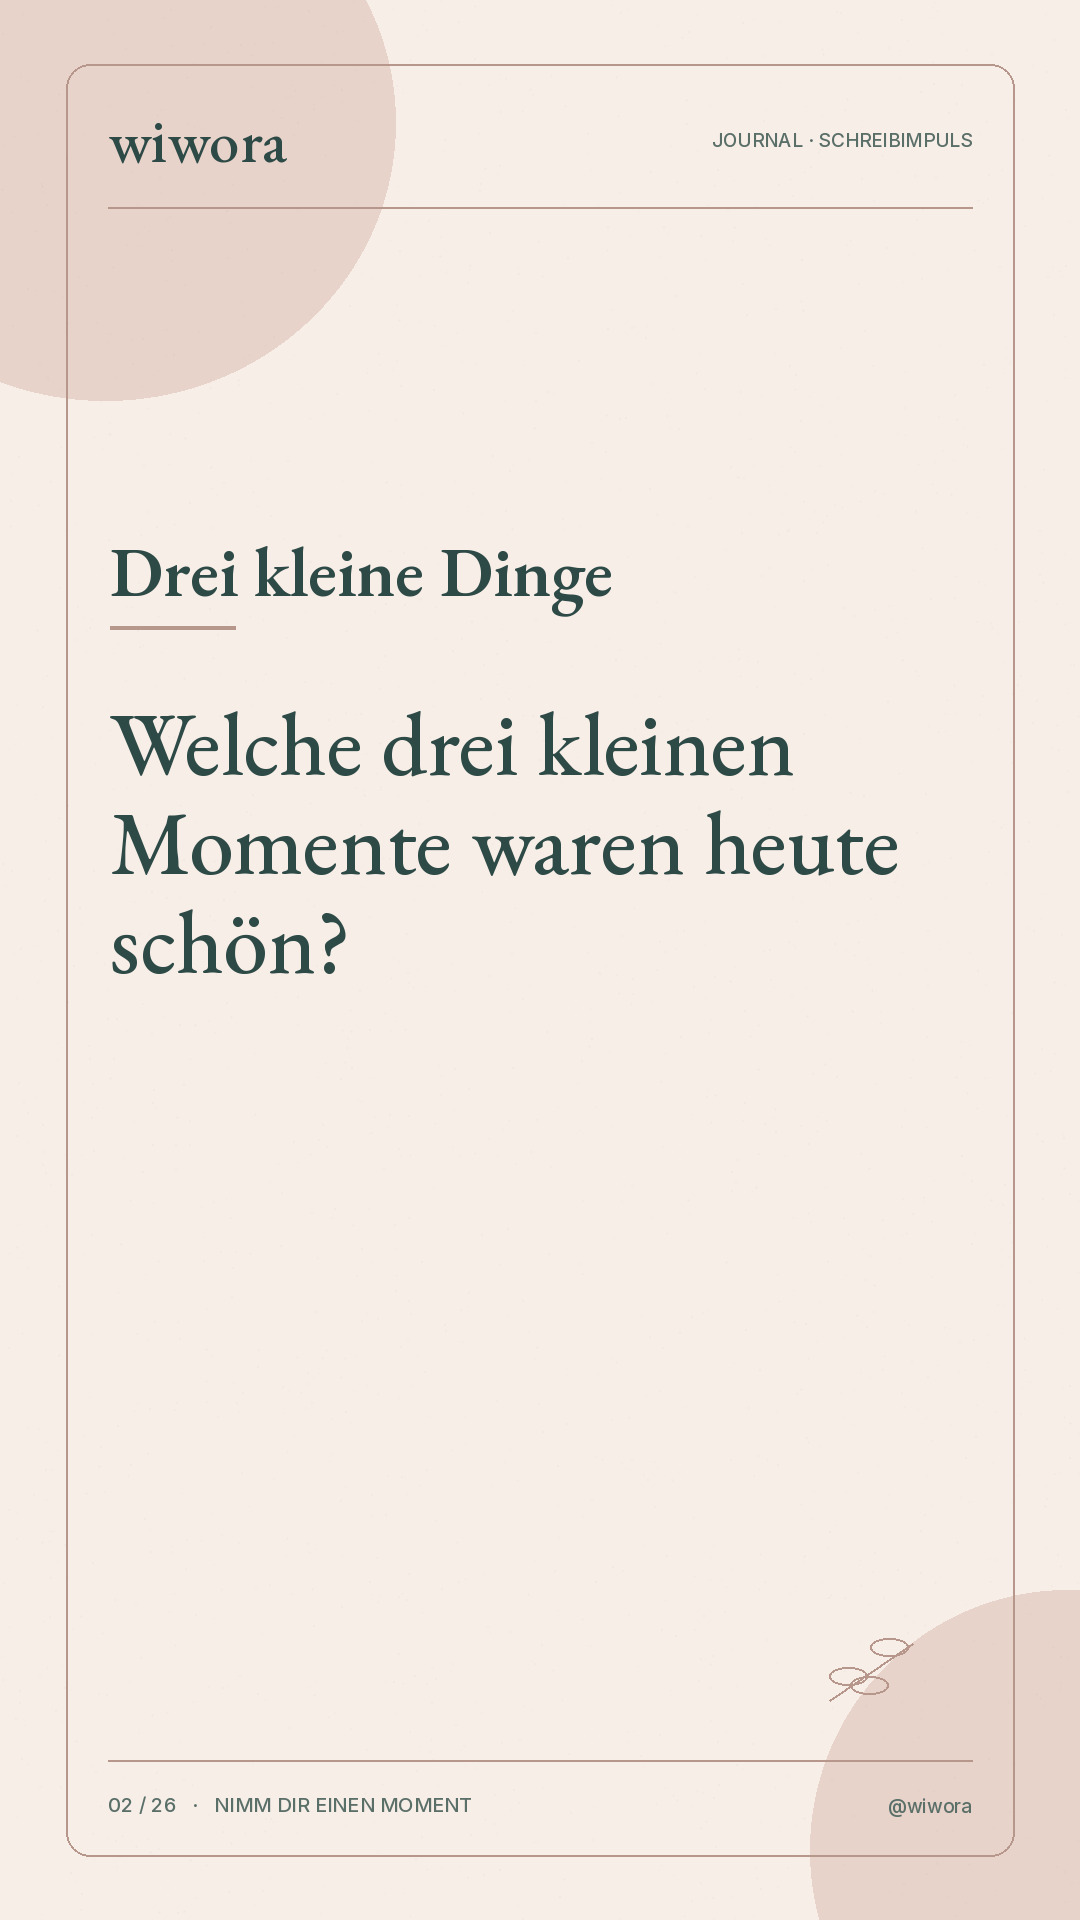 wiwora
JOURNAL · SCHREIBIMPULS
Drei kleine Dinge
Welche drei kleinen
Momente waren heute
schön?
02 / 26 · NIMM DIR EINEN MOMENT
@wiwora